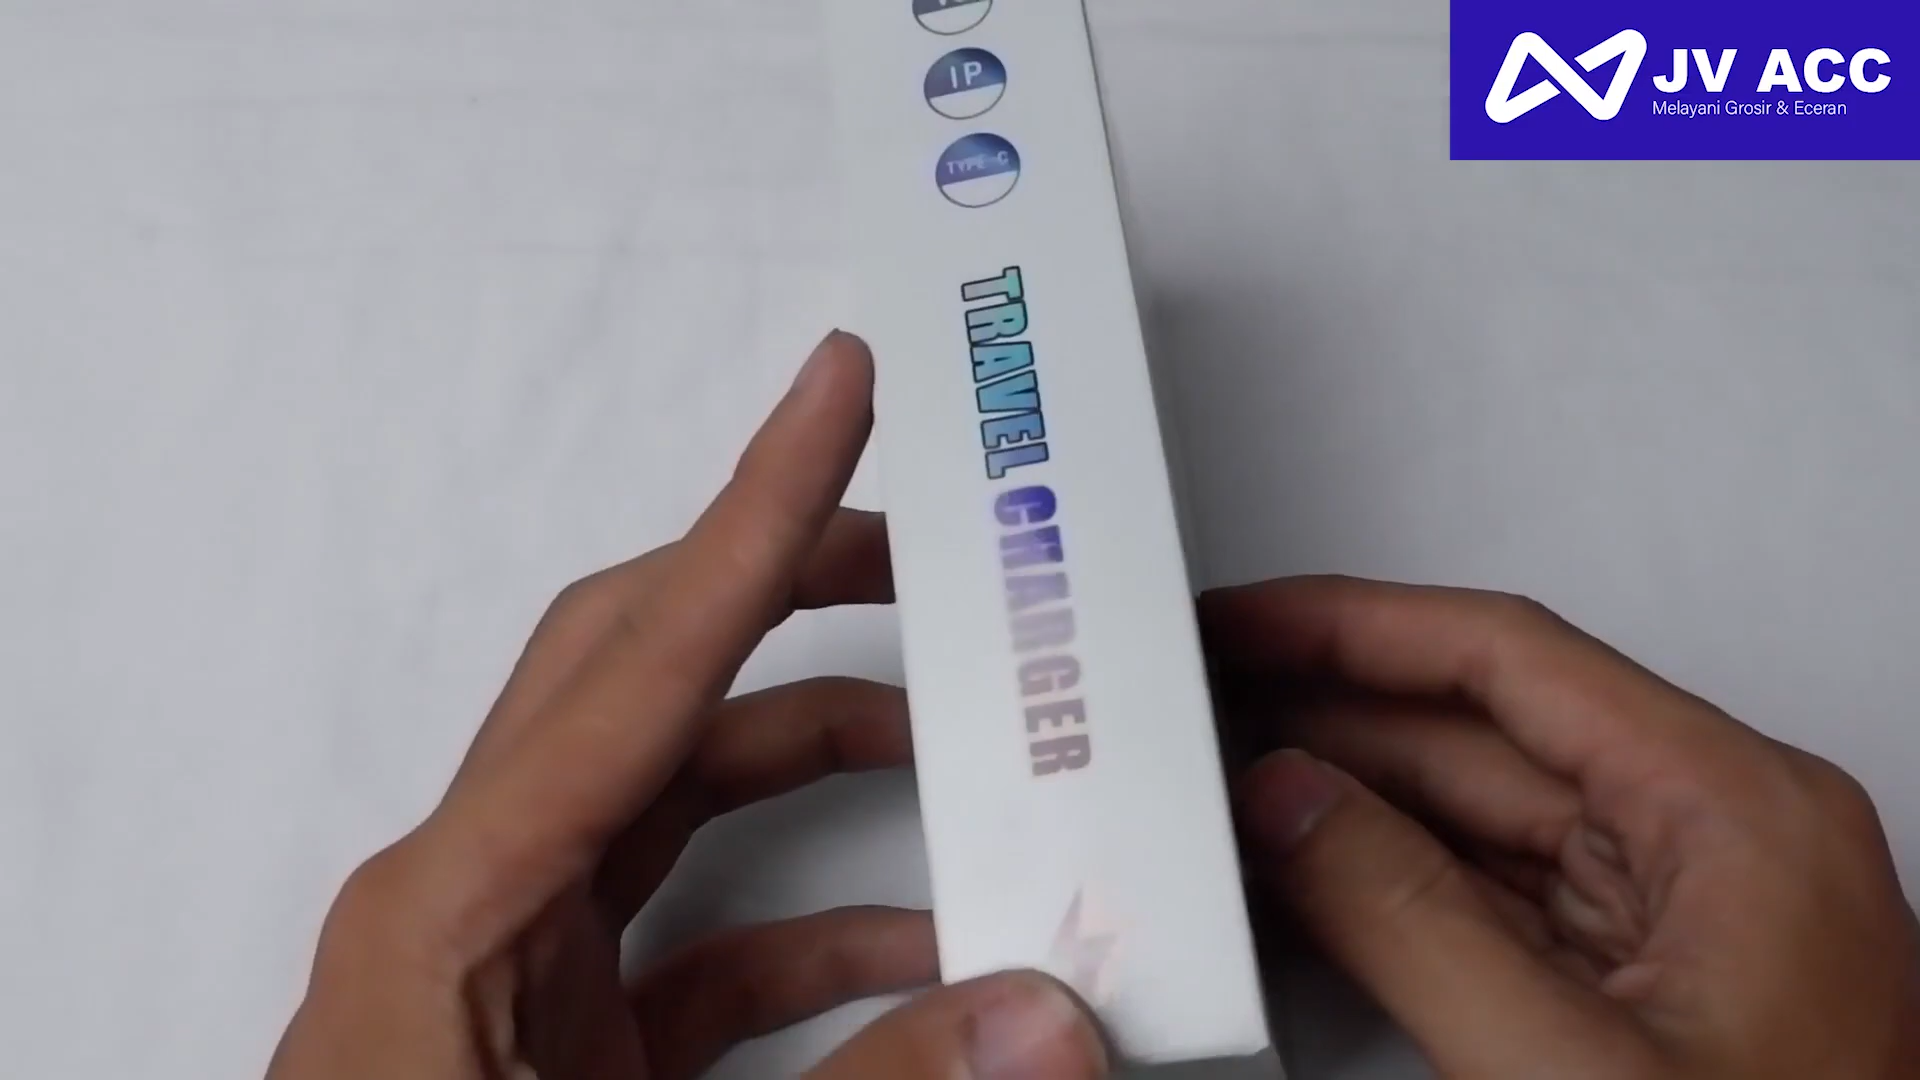 JV ACC
Melayani Grosir & Eceran
IP
TYPE-C
TRAVEL CHARGER